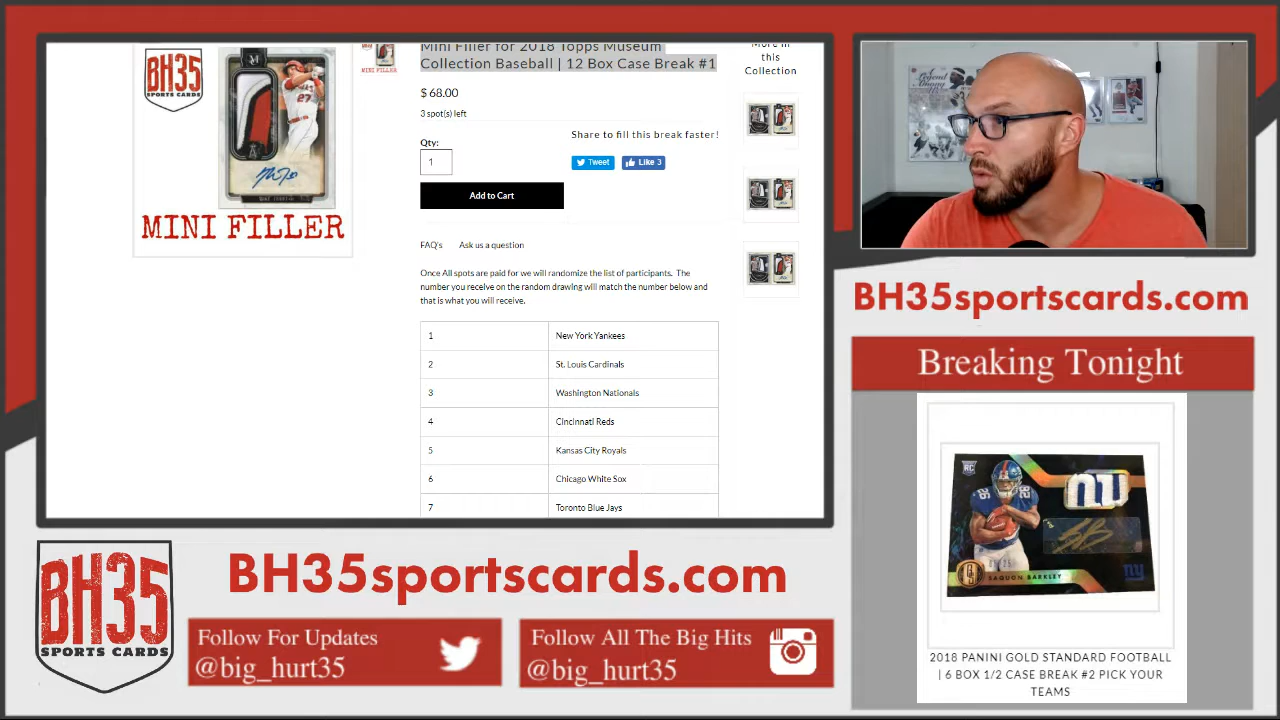 BH35
SPORTS CARDS
27
MINI FILLER
MINI FILLER
Mini Filler for 2018 Topps Museum
Collection Baseball | 12 Box Case Break #1
$ 68.00
3 spot(s) left
Qty:
1
Share to fill this break faster!
Tweet
Like 3
Add to Cart
FAQ's Ask us a question
Once All spots are paid for we will randomize the list of participants. The
number you receive on the random drawing will match the number below and
that is what you will receive.
1 New York Yankees
2 St. Louis Cardinals
3 Washington Nationals
4 Cincinnati Reds
5 Kansas City Royals
6 Chicago White Sox
7 Toronto Blue Jays
More in
this
Collection
BH35sportscards.com
Breaking Tonight
RC
26
NY
SAQUON BARKLEY
2018 PANINI GOLD STANDARD FOOTBALL
| 6 BOX 1/2 CASE BREAK #2 PICK YOUR
TEAMS
BH35
SPORTS CARDS
BH35sportscards.com
Follow For Updates
@big_hurt35
Follow All The Big Hits
@big_hurt35